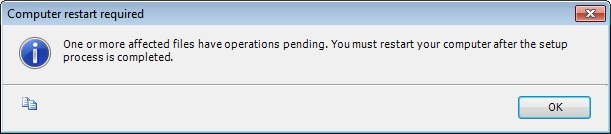 Computer restart required
One or more affected files have operations pending. You must restart your computer after the setup
process is completed.
OK